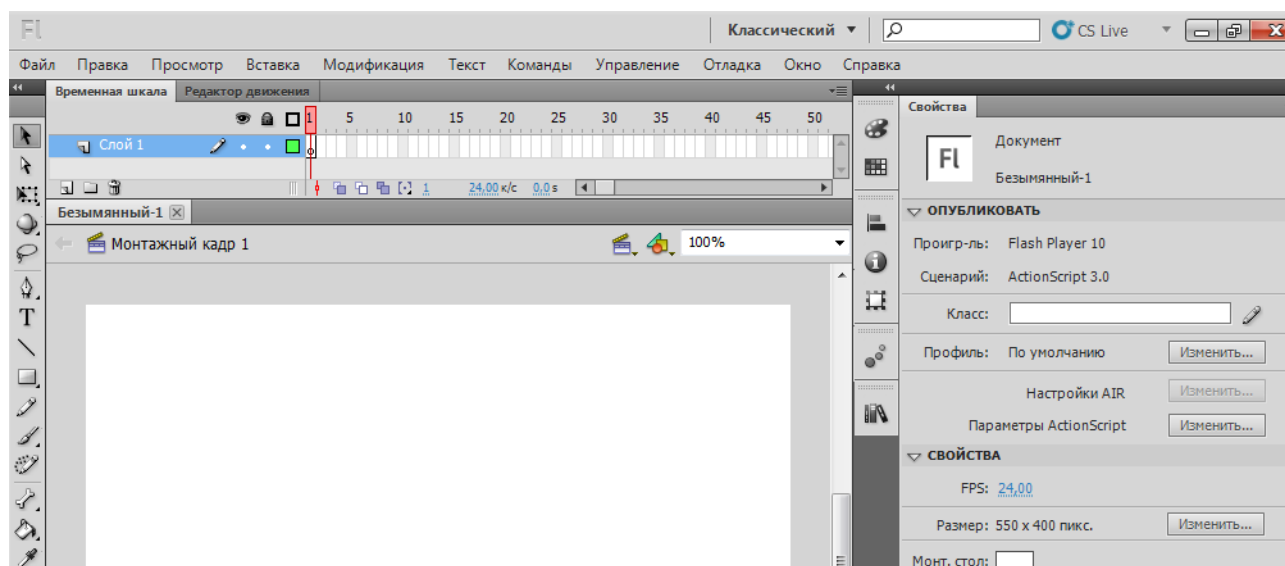 Fl Классический CS Live
Файл Правка Просмотр Вставка Модификация Текст Команды Управление Отладка Окно Справка
Временная шкала Редактор движения
1 5 10 15 20 25 30 35 40 45 50
Слой 1
1 24,00 к/с 0,0 s
Безымянный-1
Монтажный кадр 1 100%
T
Свойства
Fl Документ
Безымянный-1
ОПУБЛИКОВАТЬ
Проигр-ль: Flash Player 10
Сценарий: ActionScript 3.0
Класс:
Профиль: По умолчанию Изменить...
Настройки AIR Изменить...
Параметры ActionScript Изменить...
СВОЙСТВА
FPS: 24,00
Размер: 550 x 400 пикс. Изменить...
Монт. стол: